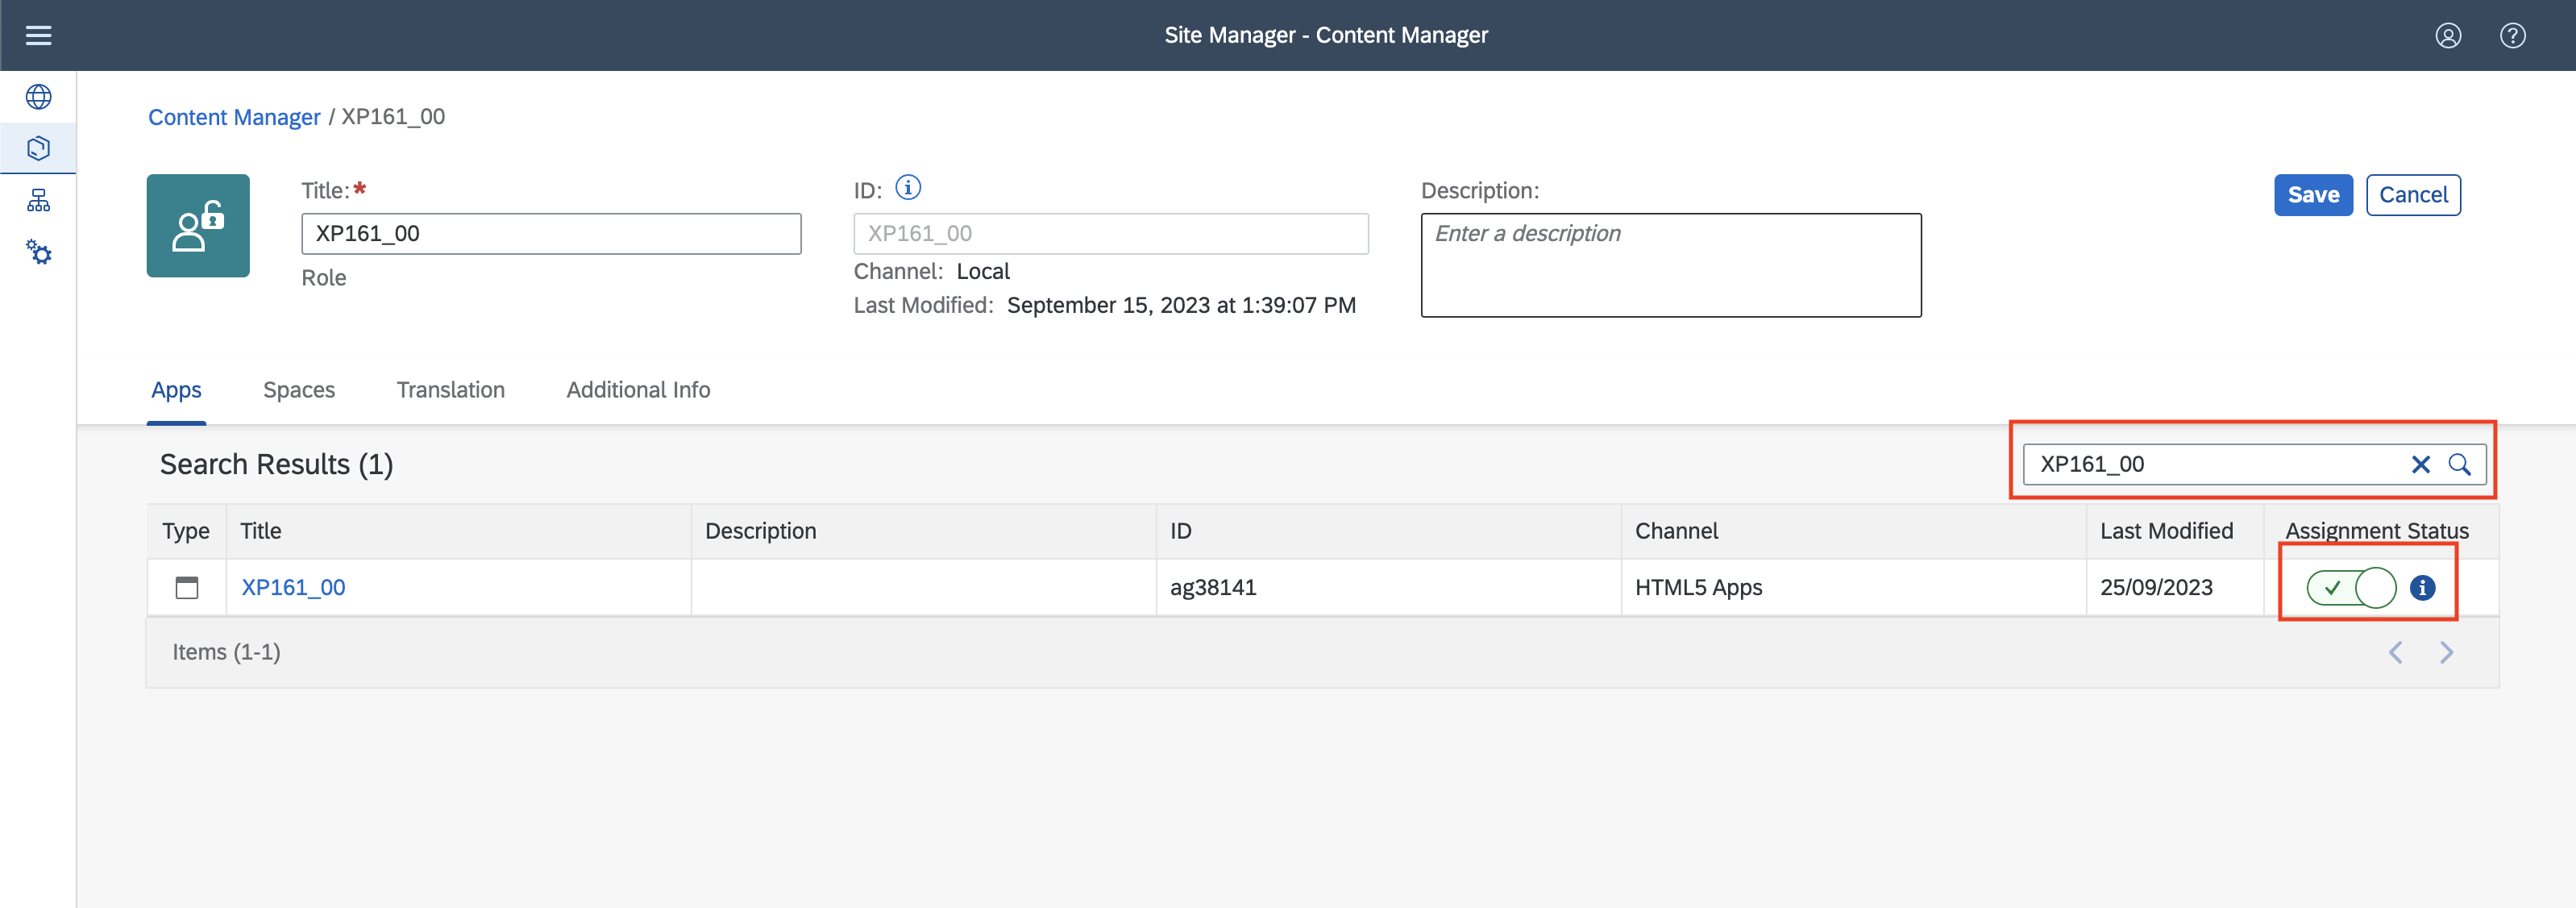 Site Manager - Content Manager
Content Manager / XP161_00
Title:*
XP161_00
Role
ID:
XP161_00
Channel: Local
Last Modified: September 15, 2023 at 1:39:07 PM
Description:
Enter a description
Save
Cancel
Apps
Spaces
Translation
Additional Info
Search Results (1)
XP161_00
Type
Title
Description
ID
Channel
Last Modified
Assignment Status
XP161_00
ag38141
HTML5 Apps
25/09/2023
Items (1-1)